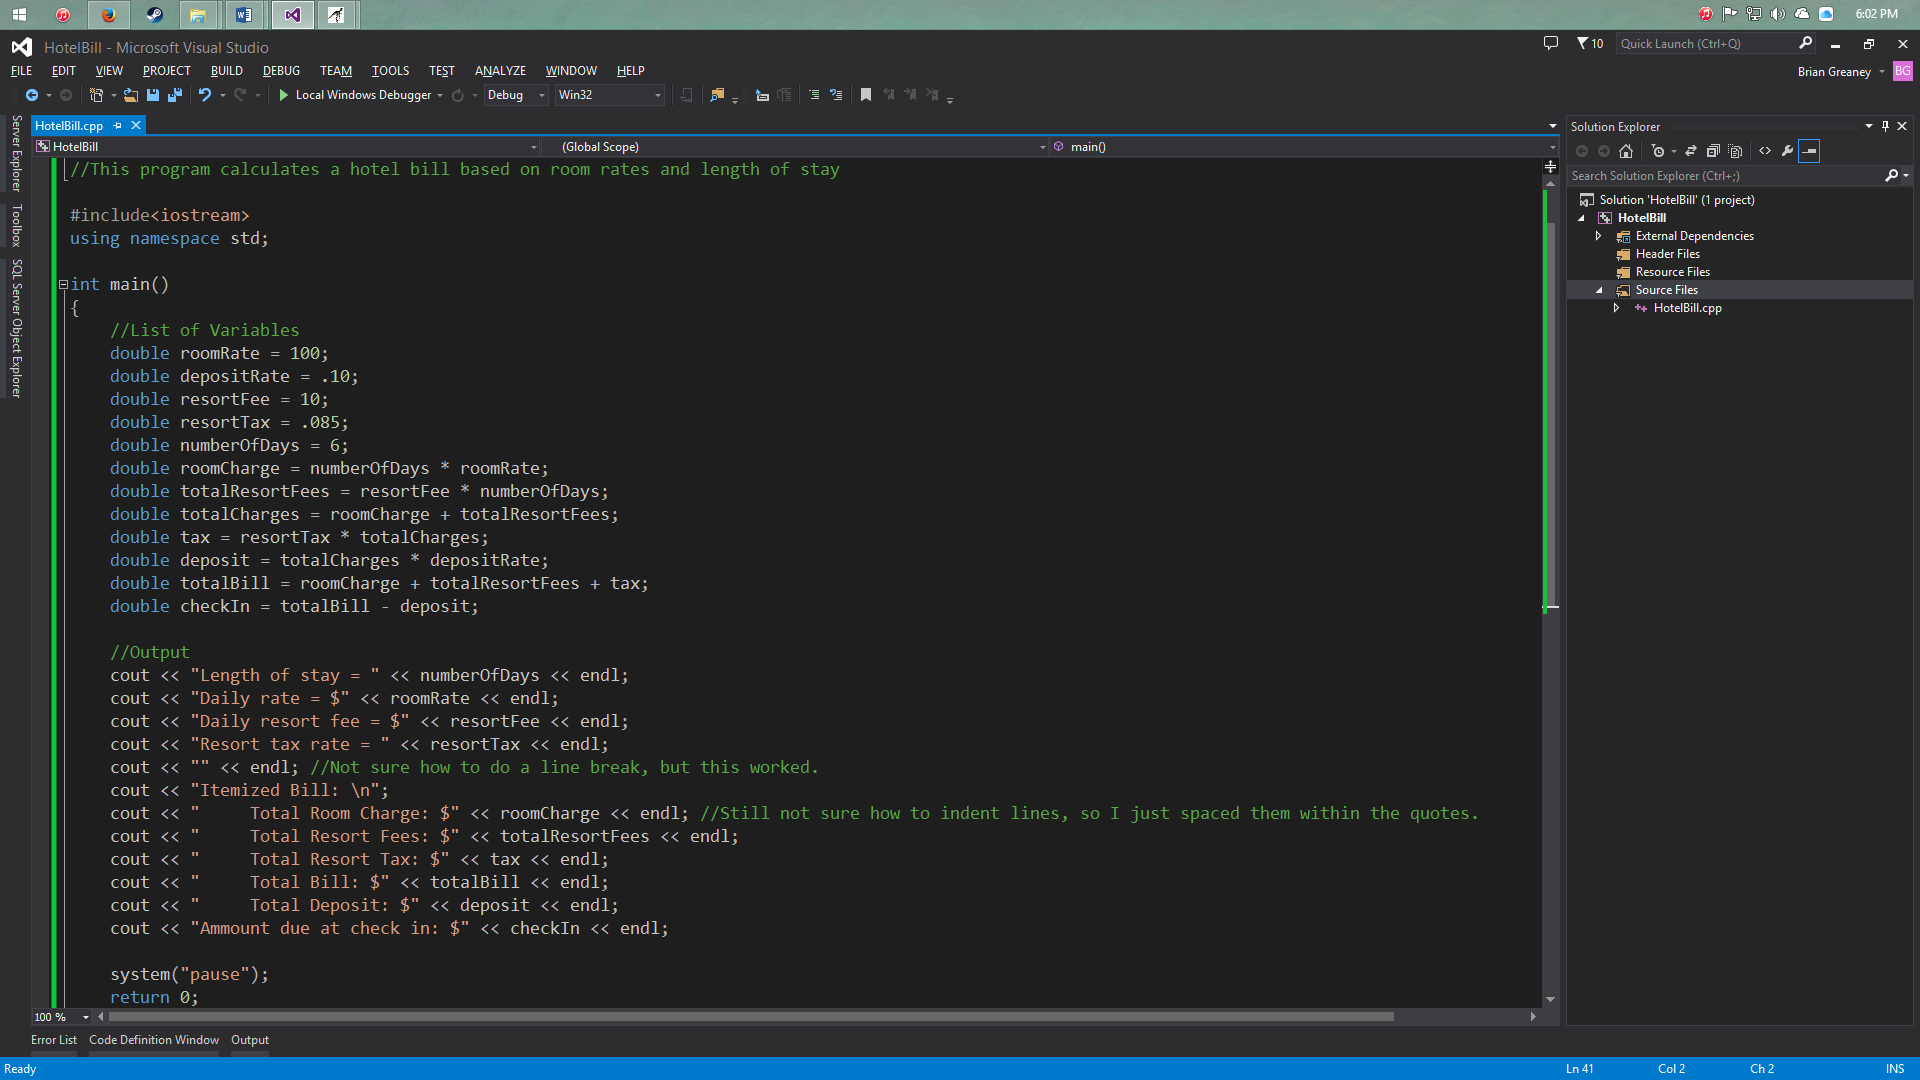 6:02 PM
HotelBill - Microsoft Visual Studio
10
Quick Launch (Ctrl+Q)
FILE EDIT VIEW PROJECT BUILD DEBUG TEAM TOOLS TEST ANALYZE WINDOW HELP
Brian Greaney BG
Local Windows Debugger Debug Win32
Server Explorer
Toolbox
SQL Server Object Explorer
HotelBill.cpp
HotelBill (Global Scope) main()
//This program calculates a hotel bill based on room rates and length of stay
#include<iostream>
using namespace std;
int main()
{
//List of Variables
double roomRate = 100;
double depositRate = .10;
double resortFee = 10;
double resortTax = .085;
double numberOfDays = 6;
double roomCharge = numberOfDays * roomRate;
double totalResortFees = resortFee * numberOfDays;
double totalCharges = roomCharge + totalResortFees;
double tax = resortTax * totalCharges;
double deposit = totalCharges * depositRate;
double totalBill = roomCharge + totalResortFees + tax;
double checkIn = totalBill - deposit;
//Output
cout << "Length of stay = " << numberOfDays << endl;
cout << "Daily rate = $" << roomRate << endl;
cout << "Daily resort fee = $" << resortFee << endl;
cout << "Resort tax rate = " << resortTax << endl;
cout << "" << endl; //Not sure how to do a line break, but this worked.
cout << "Itemized Bill: \n";
cout << "     Total Room Charge: $" << roomCharge << endl; //Still not sure how to indent lines, so I just spaced them within the quotes.
cout << "     Total Resort Fees: $" << totalResortFees << endl;
cout << "     Total Resort Tax: $" << tax << endl;
cout << "     Total Bill: $" << totalBill << endl;
cout << "     Total Deposit: $" << deposit << endl;
cout << "Ammount due at check in: $" << checkIn << endl;
system("pause");
return 0;
100 %
Solution Explorer
Search Solution Explorer (Ctrl+;)
Solution 'HotelBill' (1 project)
HotelBill
External Dependencies
Header Files
Resource Files
Source Files
HotelBill.cpp
Error List Code Definition Window Output
Ready Ln 41 Col 2 Ch 2 INS